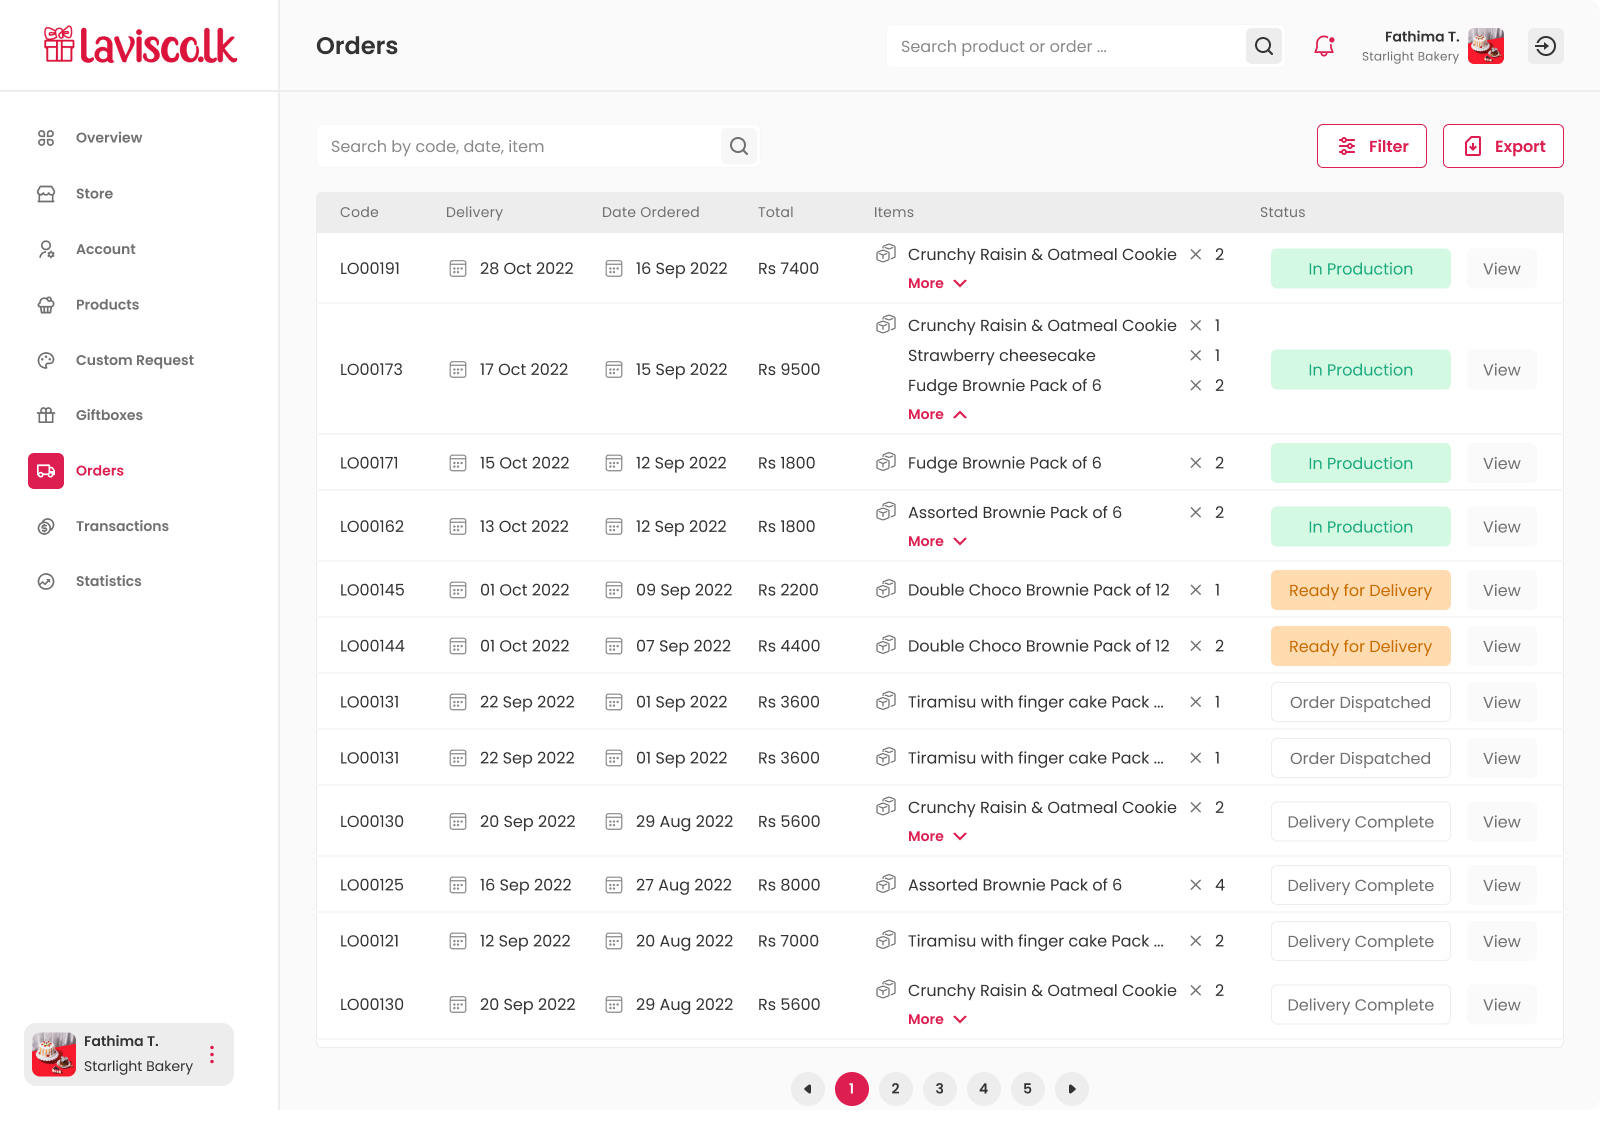 lavisco.lk
Orders
Search product or order ...
Fathima T.
Starlight Bakery
Overview
Store
Account
Products
Custom Request
Giftboxes
Orders
Transactions
Statistics
Fathima T.
Starlight Bakery
Search by code, date, item
Filter
Export
Code Delivery Date Ordered Total Items Status
LO00191 28 Oct 2022 16 Sep 2022 Rs 7400 Crunchy Raisin & Oatmeal Cookie × 2 In Production View
More
LO00173 17 Oct 2022 15 Sep 2022 Rs 9500 Crunchy Raisin & Oatmeal Cookie × 1 In Production View
Strawberry cheesecake × 1
Fudge Brownie Pack of 6 × 2
More
LO00171 15 Oct 2022 12 Sep 2022 Rs 1800 Fudge Brownie Pack of 6 × 2 In Production View
LO00162 13 Oct 2022 12 Sep 2022 Rs 1800 Assorted Brownie Pack of 6 × 2 In Production View
More
LO00145 01 Oct 2022 09 Sep 2022 Rs 2200 Double Choco Brownie Pack of 12 × 1 Ready for Delivery View
LO00144 01 Oct 2022 07 Sep 2022 Rs 4400 Double Choco Brownie Pack of 12 × 2 Ready for Delivery View
LO00131 22 Sep 2022 01 Sep 2022 Rs 3600 Tiramisu with finger cake Pack ... × 1 Order Dispatched View
LO00131 22 Sep 2022 01 Sep 2022 Rs 3600 Tiramisu with finger cake Pack ... × 1 Order Dispatched View
LO00130 20 Sep 2022 29 Aug 2022 Rs 5600 Crunchy Raisin & Oatmeal Cookie × 2 Delivery Complete View
More
LO00125 16 Sep 2022 27 Aug 2022 Rs 8000 Assorted Brownie Pack of 6 × 4 Delivery Complete View
LO00121 12 Sep 2022 20 Aug 2022 Rs 7000 Tiramisu with finger cake Pack ... × 2 Delivery Complete View
LO00130 20 Sep 2022 29 Aug 2022 Rs 5600 Crunchy Raisin & Oatmeal Cookie × 2 Delivery Complete View
More
1 2 3 4 5